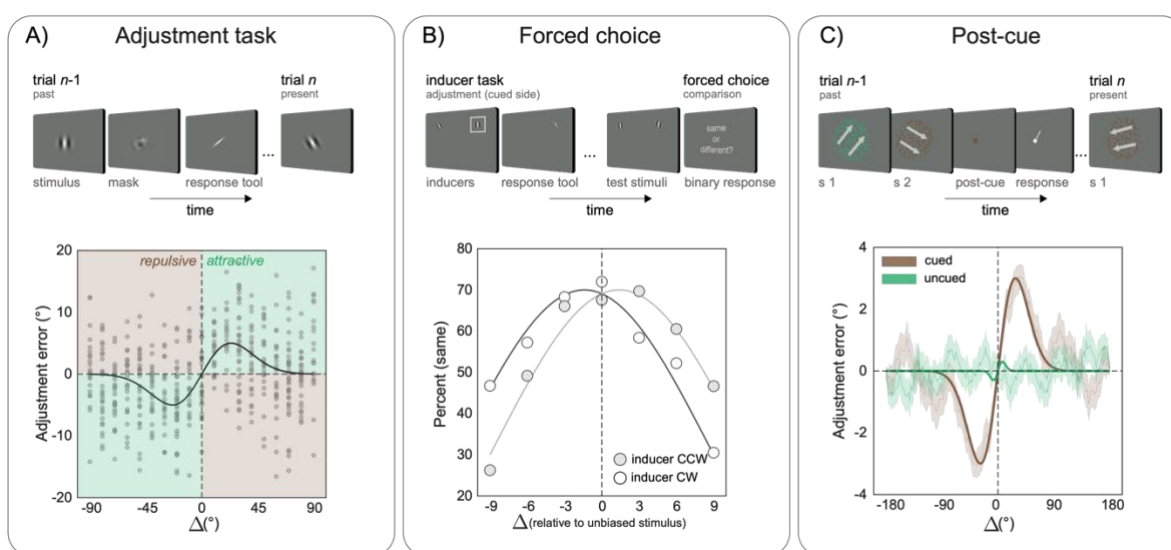 A) Adjustment task
trial n-1
past
trial n
present
...
stimulus
mask
response tool
time
20
10
0
-10
-20
Adjustment error (°)
repulsive
attractive
-90
-45
0
45
90
Δ(°)
B) Forced choice
inducer task
adjustment (cued side)
forced choice
comparison
...
same
or
different?
inducers
response tool
test stimuli
binary response
time
80
70
60
50
40
30
20
Percent (same)
inducer CCW
inducer CW
-9
-6
-3
0
3
6
9
Δ(relative to unbiased stimulus)
C) Post-cue
trial n-1
past
trial n
present
...
s 1
s 2
post-cue
response
s 1
time
4
2
0
-2
-4
Adjustment error (°)
cued
uncued
-180
-90
0
90
180
Δ(°)